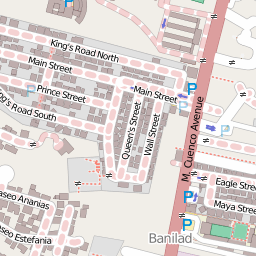 King's Road North
Main Street
Main Street
Prince Street
King's Road South
Queen's Street
Wall Street
M. Cuenco Avenue
Eagle Street
Maya Street
Banilad
Paseo Ananias
Paseo Estefania